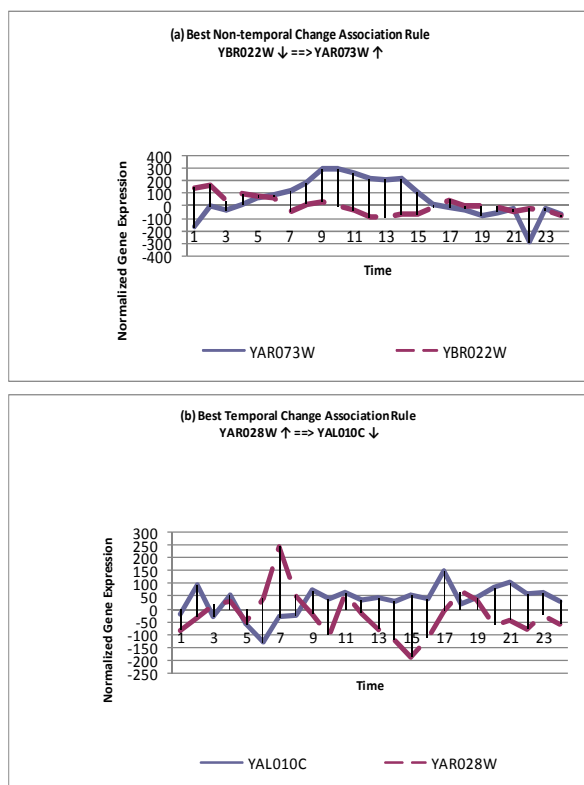 (a) Best Non-temporal Change Association Rule
YBR022W ↓ ==> YAR073W ↑
Normalized Gene Expression
400
300
200
100
0
-100
-200
-300
-400
1 3 5 7 9 11 13 15 17 19 21 23
Time
YAR073W YBR022W
(b) Best Temporal Change Association Rule
YAR028W ↑ ==> YAL010C ↓
Normalized Gene Expression
300
250
200
150
100
50
0
-50
-100
-150
-200
-250
1 3 5 7 9 11 13 15 17 19 21 23
Time
YAL010C YAR028W